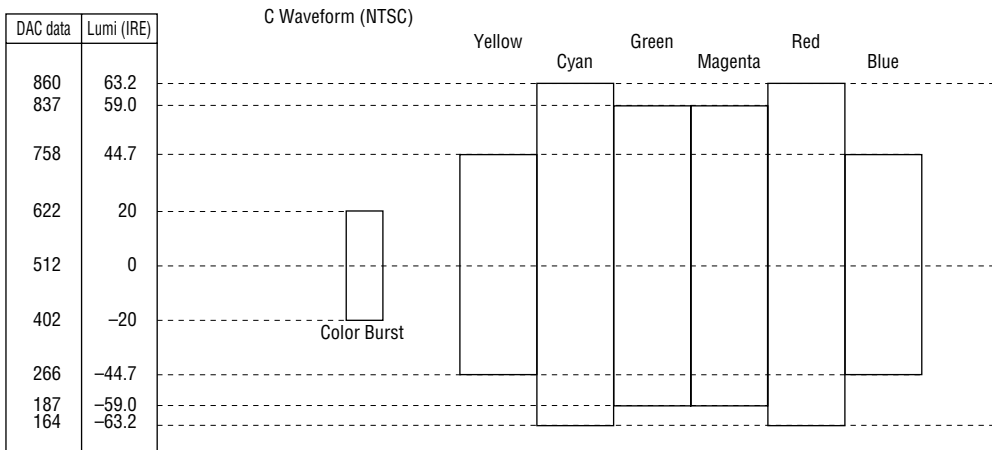 C Waveform (NTSC)
DAC data Lumi (IRE)
Yellow Green Red
Cyan Magenta Blue
860 63.2
837 59.0
758 44.7
622 20
512 0
402 –20
Color Burst
266 –44.7
187 –59.0
164 –63.2